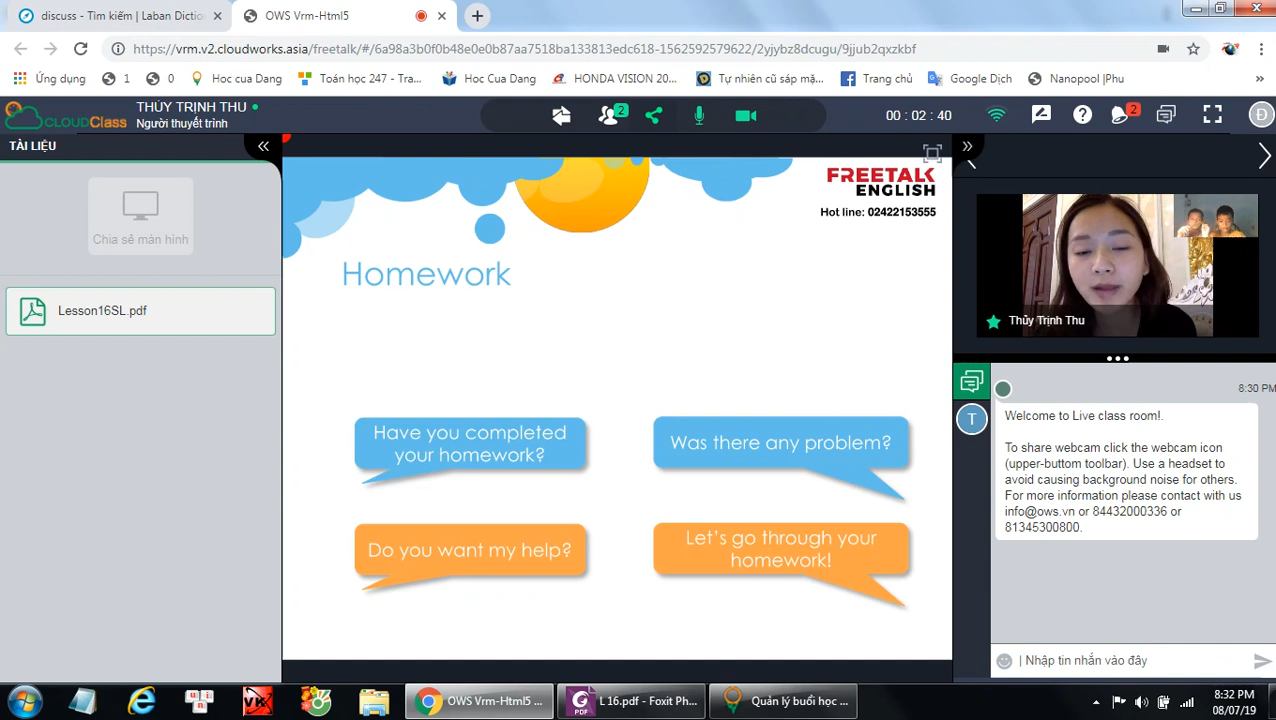 discuss - Tìm kiếm | Laban Dictio
OWS Vrm-Html5
https://vrm.v2.cloudworks.asia/freetalk/#/6a98a3b0f0b48e0e0b87aa7518ba133813edc618-1562592579622/2yjybz8dcugu/9jjub2qxzkbf
Ứng dụng
1
0
Hoc cua Dang
Toán học 247 - Tra...
Học Cua Dang
HONDA VISION 20...
Tự nhiên cũ sáp mặ...
Trang chủ
Google Dịch
Nanopool |Phu
»
CLOUDClass
THỦY TRỊNH THU
Người thuyết trình
2
00 : 02 : 40
2
Đ
TÀI LIỆU
Chia sẻ màn hình
Lesson16SL.pdf
FREETALK
ENGLISH
Hot line: 02422153555
Homework
Have you completed
your homework?
Was there any problem?
Do you want my help?
Let's go through your
homework!
Thủy Trịnh Thu
8:30 PM
T
Welcome to Live class room!.
To share webcam click the webcam icon
(upper-buttom toolbar). Use a headset to
avoid causing background noise for others.
For more information please contact with us
info@ows.vn or 84432000336 or
81345300800.
Nhập tin nhắn vào đây
OWS Vrm-Html5 ...
L 16.pdf - Foxit Ph...
Quản lý buổi học ...
8:32 PM
08/07/19